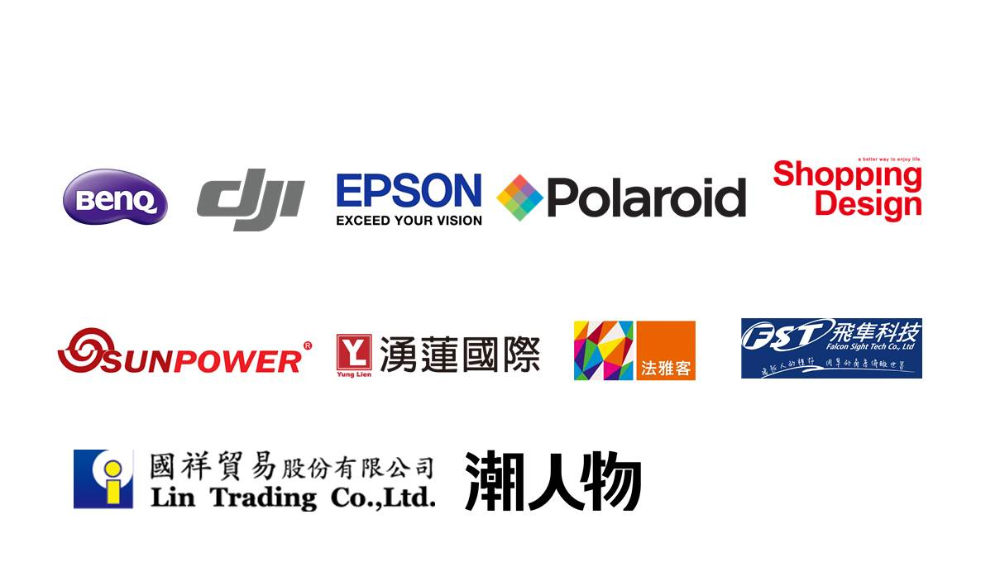 BenQ
dji
EPSON
EXCEED YOUR VISION
Polaroid
a better way to enjoy life.
Shopping
Design
SUNPOWER®
YL
Yung Lien
湧蓮國際
法雅客
FST 飛隼科技
Falcon Sight Tech Co., Ltd
國祥貿易股份有限公司
Lin Trading Co.,Ltd.
潮人物